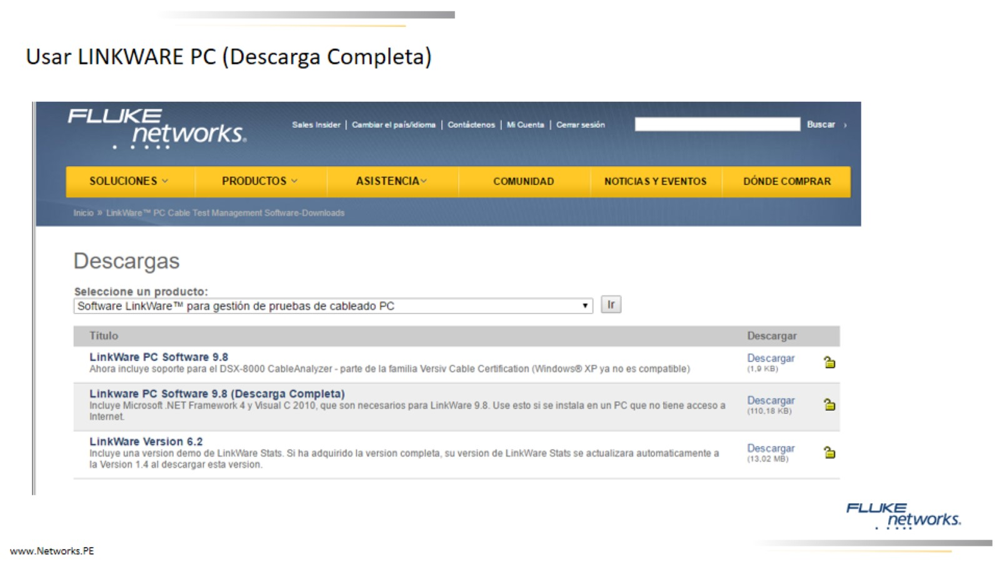 Usar LINKWARE PC (Descarga Completa)
FLUKE
networks®
Sales Insider | Cambiar el país/idioma | Contáctenos | Mi Cuenta | Cerrar sesión
Buscar ›
SOLUCIONES
PRODUCTOS
ASISTENCIA
COMUNIDAD
NOTICIAS Y EVENTOS
DÓNDE COMPRAR
Inicio » LinkWare™ PC Cable Test Management Software-Downloads
Descargas
Seleccione un producto:
Software LinkWare™ para gestión de pruebas de cableado PC
Ir
Título
Descargar
LinkWare PC Software 9.8
Ahora incluye soporte para el DSX-8000 CableAnalyzer - parte de la familia Versiv Cable Certification (Windows® XP ya no es compatible)
Descargar
(1,9 KB)
Linkware PC Software 9.8 (Descarga Completa)
Incluye Microsoft .NET Framework 4 y Visual C 2010, que son necesarios para LinkWare 9.8. Use esto si se instala en un PC que no tiene acceso a
Internet.
Descargar
(110,18 KB)
LinkWare Version 6.2
Incluye una version demo de LinkWare Stats. Si ha adquirido la version completa, su version de LinkWare Stats se actualizara automaticamente a
la Version 1.4 al descargar esta version.
Descargar
(13,02 MB)
FLUKE
networks®
www.Networks.PE